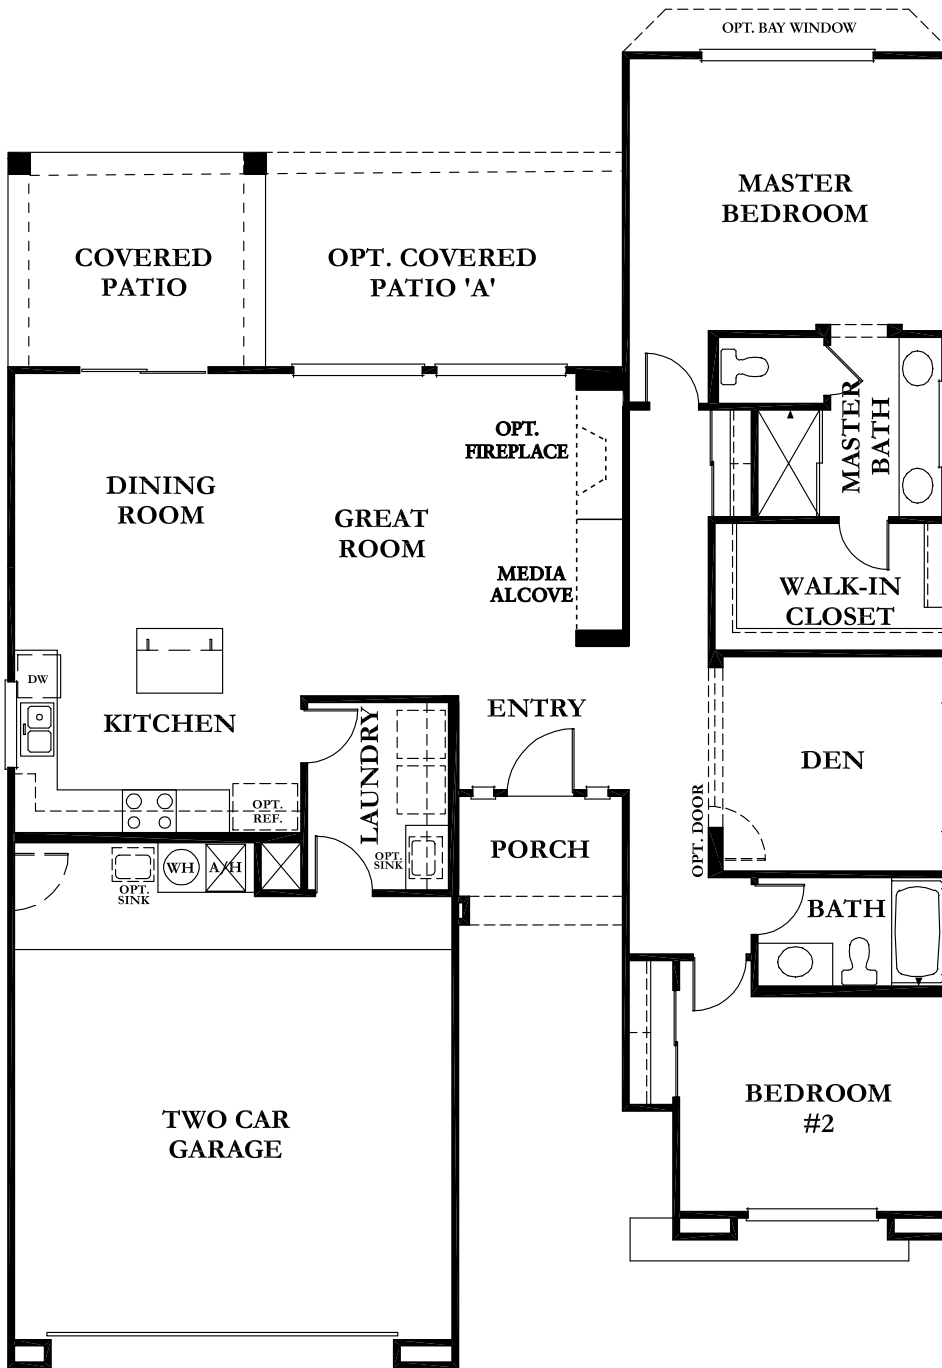 OPT. BAY WINDOW
MASTER
BEDROOM
COVERED
PATIO
OPT. COVERED
PATIO 'A'
MASTER
BATH
OPT.
FIREPLACE
DINING
ROOM
GREAT
ROOM
MEDIA
ALCOVE
WALK-IN
CLOSET
DW
KITCHEN
ENTRY
LAUNDRY
DEN
OPT.
REF.
OPT. DOOR
PORCH
OPT.
SINK
WH
A/H
OPT.
SINK
BATH
TWO CAR
GARAGE
BEDROOM
#2